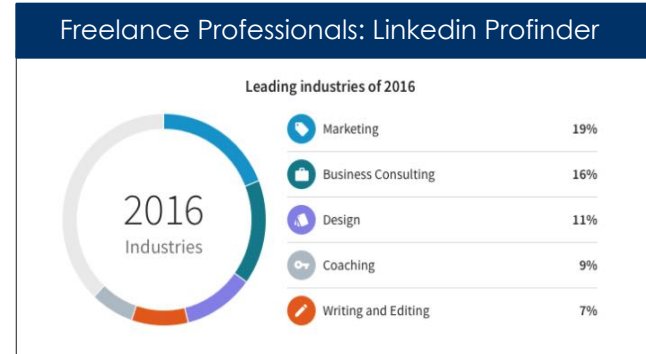 Freelance Professionals: Linkedin Profinder
Leading industries of 2016
2016
Industries
Marketing 19%
Business Consulting 16%
Design 11%
Coaching 9%
Writing and Editing 7%